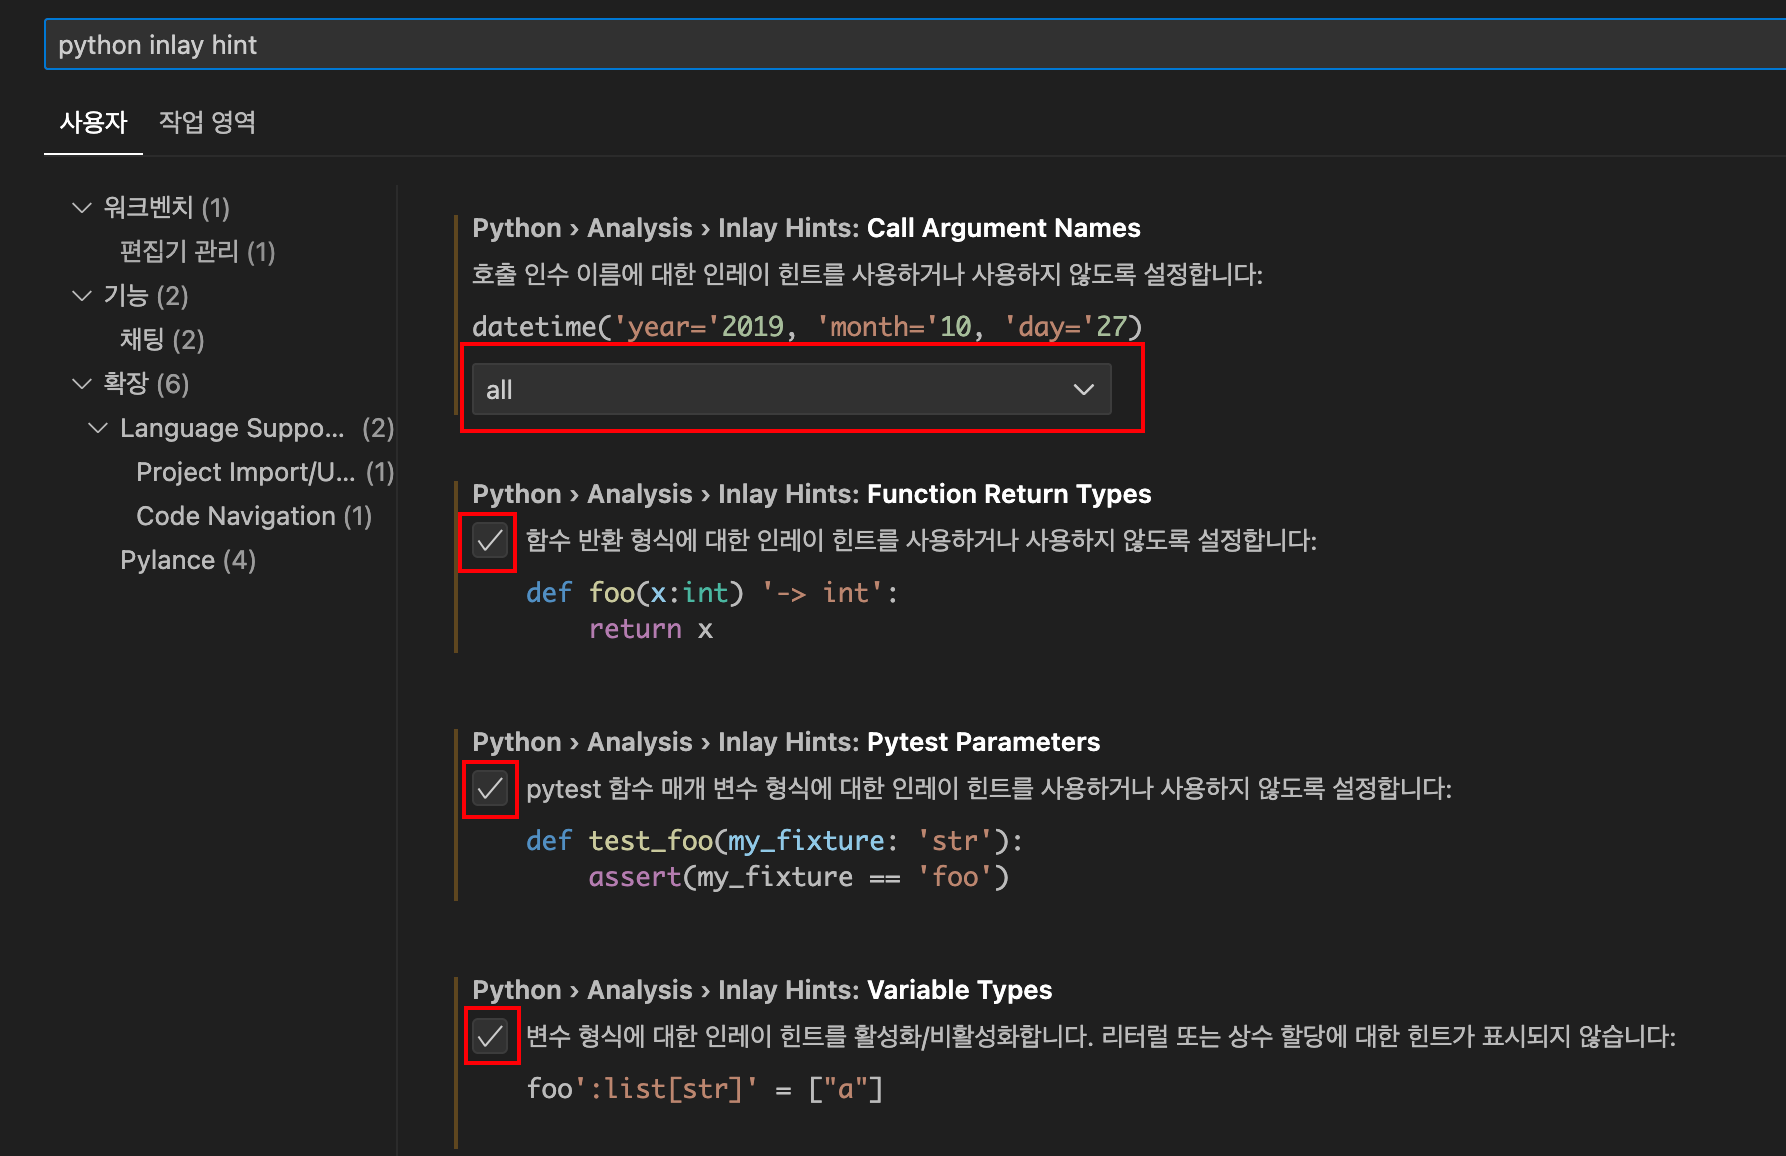 python inlay hint
사용자 작업 영역
워크벤치 (1)
편집기 관리 (1)
기능 (2)
채팅 (2)
확장 (6)
Language Suppo... (2)
Project Import/U... (1)
Code Navigation (1)
Pylance (4)
Python › Analysis › Inlay Hints: Call Argument Names
호출 인수 이름에 대한 인레이 힌트를 사용하거나 사용하지 않도록 설정합니다:
datetime('year='2019, 'month='10, 'day='27)
all
Python › Analysis › Inlay Hints: Function Return Types
함수 반환 형식에 대한 인레이 힌트를 사용하거나 사용하지 않도록 설정합니다:
def foo(x:int) '-> int':
return x
Python › Analysis › Inlay Hints: Pytest Parameters
pytest 함수 매개 변수 형식에 대한 인레이 힌트를 사용하거나 사용하지 않도록 설정합니다:
def test_foo(my_fixture: 'str'):
assert(my_fixture == 'foo')
Python › Analysis › Inlay Hints: Variable Types
변수 형식에 대한 인레이 힌트를 활성화/비활성화합니다. 리터럴 또는 상수 할당에 대한 힌트가 표시되지 않습니다:
foo':list[str]' = ["a"]